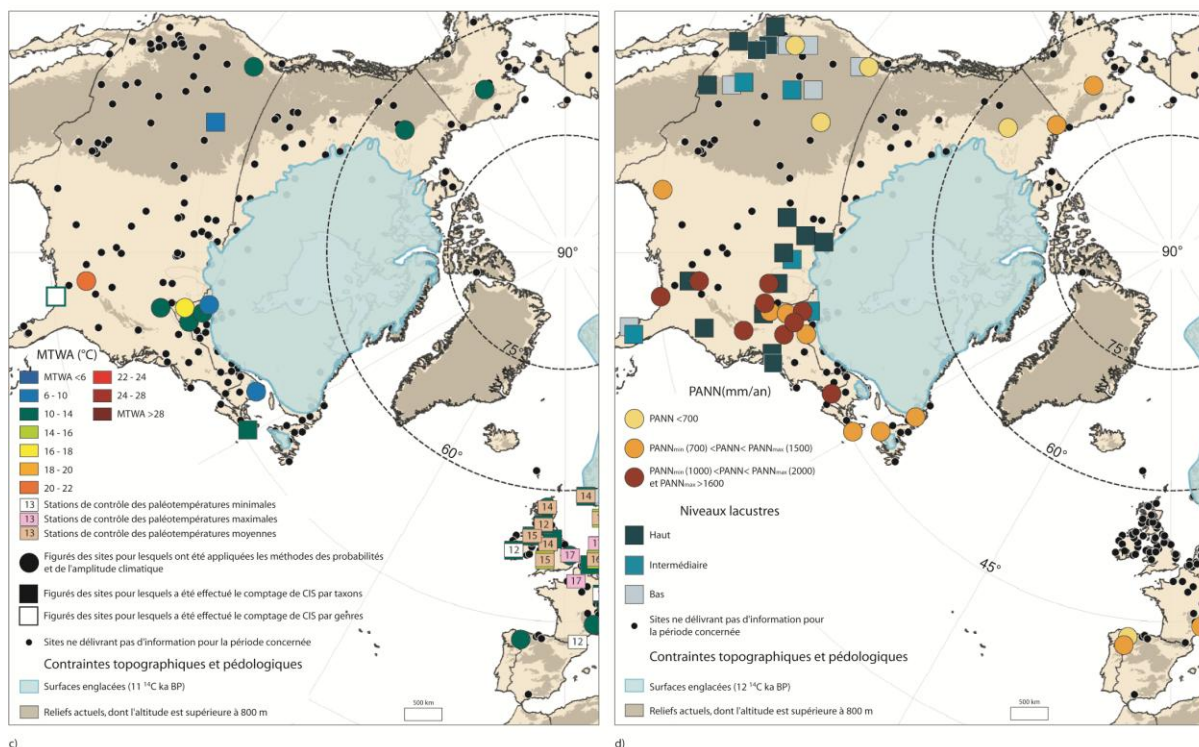 90°
75°
60°
MTWA (°C)
MTWA <6
22 - 24
6 - 10
24 - 28
10 - 14
MTWA >28
14 - 16
16 - 18
18 - 20
20 - 22
13 Stations de contrôle des paléotempératures minimales
13 Stations de contrôle des paléotempératures maximales
13 Stations de contrôle des paléotempératures moyennes
Figurés des sites pour lesquels ont été appliquées les méthodes des probabilités
et de l'amplitude climatique
Figurés des sites pour lesquels a été effectué le comptage de CIS par taxons
Figurés des sites pour lesquels a été effectué le comptage de CIS par genres
Sites ne délivrant pas d'information pour la période concernée
Contraintes topographiques et pédologiques
Surfaces englacées (11 ¹⁴C ka BP)
Reliefs actuels, dont l'altitude est supérieure à 800 m
500 km
14
14
12
15
12
14
15
17
16
17
12
c)
90°
75°
60°
45°
PANN(mm/an)
PANN <700
PANNmin (700) <PANN< PANNmax (1500)
PANNmin (1000) <PANN< PANNmax (2000)
et PANNmax >1600
Niveaux lacustres
Haut
Intermédiaire
Bas
Sites ne délivrant pas d'information pour
la période concernée
Contraintes topographiques et pédologiques
Surfaces englacées (12 ¹⁴C ka BP)
Reliefs actuels, dont l'altitude est supérieure à 800 m
500 km
d)